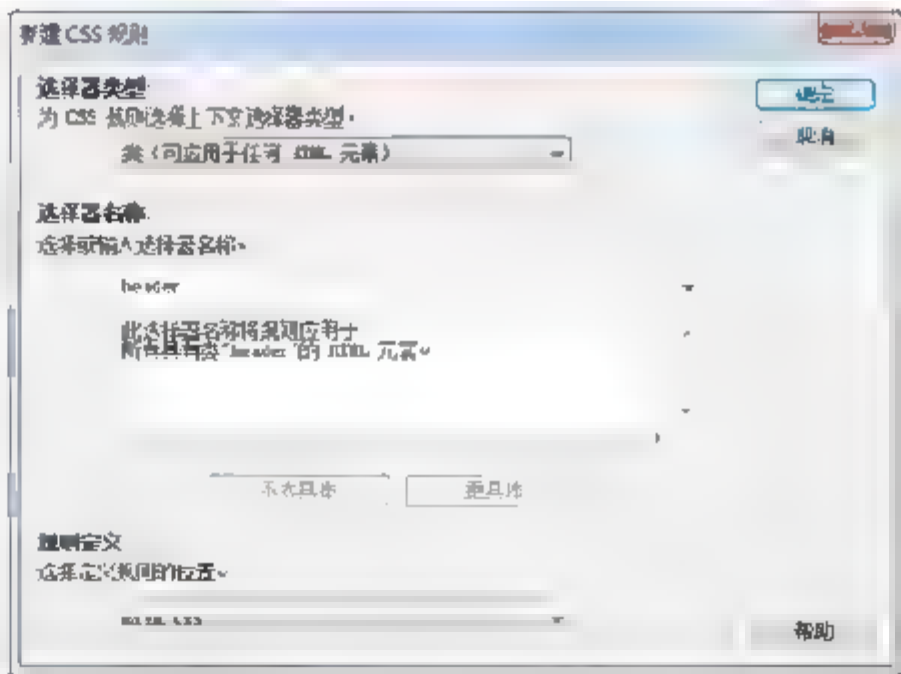 新建 CSS 规则
选择器类型
为 CSS 规则选择上下文选择器类型。
类（可应用于任何 HTML 元素）
确定
取消
选择器名称
选择或输入选择器名称。
header
此选择器名称将规则应用于
所有具有类“header”的 HTML 元素。
不太具体
更具体
规则定义
选择定义规则的位置。
main.css
帮助